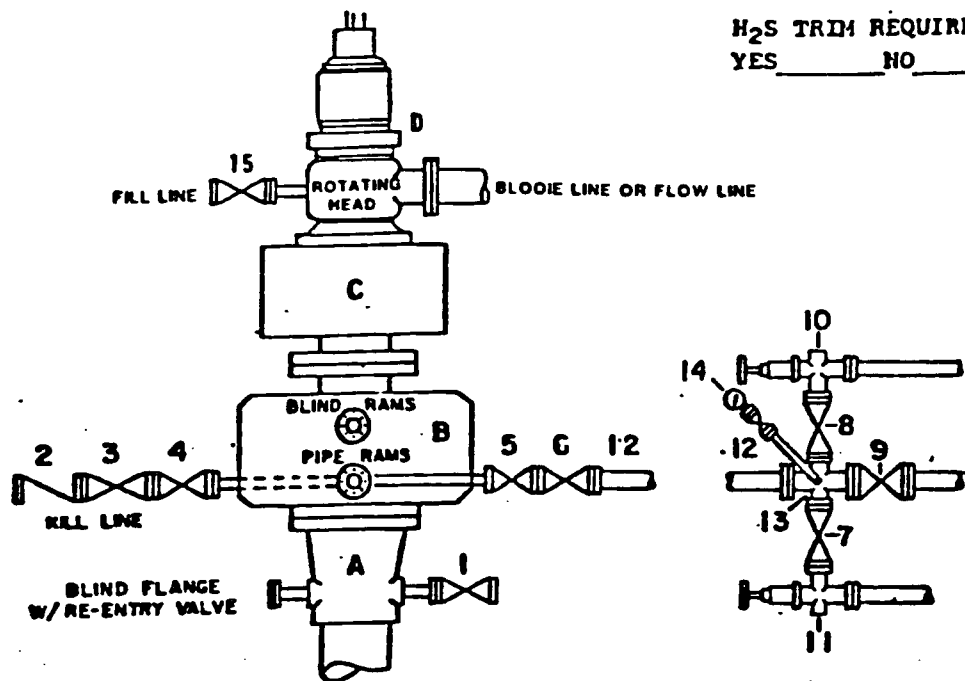 H₂S TRIM REQUIRE
YES________NO____
D
15
FILL LINE
ROTATING
HEAD
BLOOIE LINE OR FLOW LINE
C
10
BLIND RAMS
B
14
8
2 3 4
PIPE RAMS
5 6 12
12
9
KILL LINE
13
7
A
1
BLIND FLANGE
W/ RE-ENTRY VALVE
11